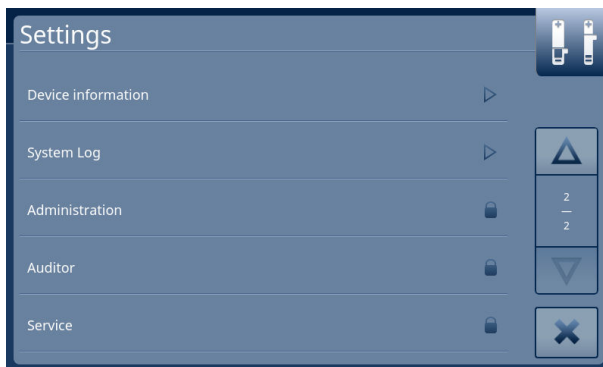 Settings
Device information
System Log
Administration
Auditor
Service
2
—
2